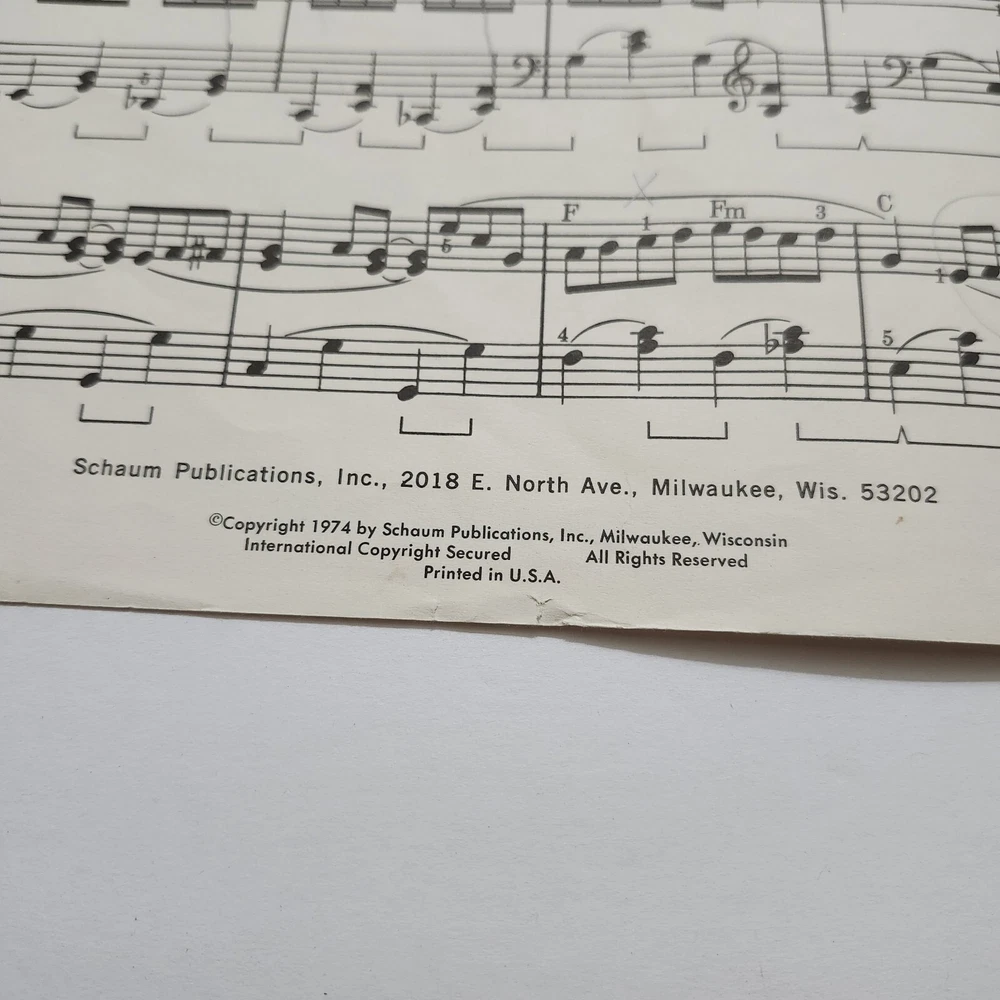 5
F 1 Fm 3 C
5 1
4 5
Schaum Publications, Inc., 2018 E. North Ave., Milwaukee, Wis. 53202
©Copyright 1974 by Schaum Publications, Inc., Milwaukee, Wisconsin
International Copyright Secured All Rights Reserved
Printed in U.S.A.